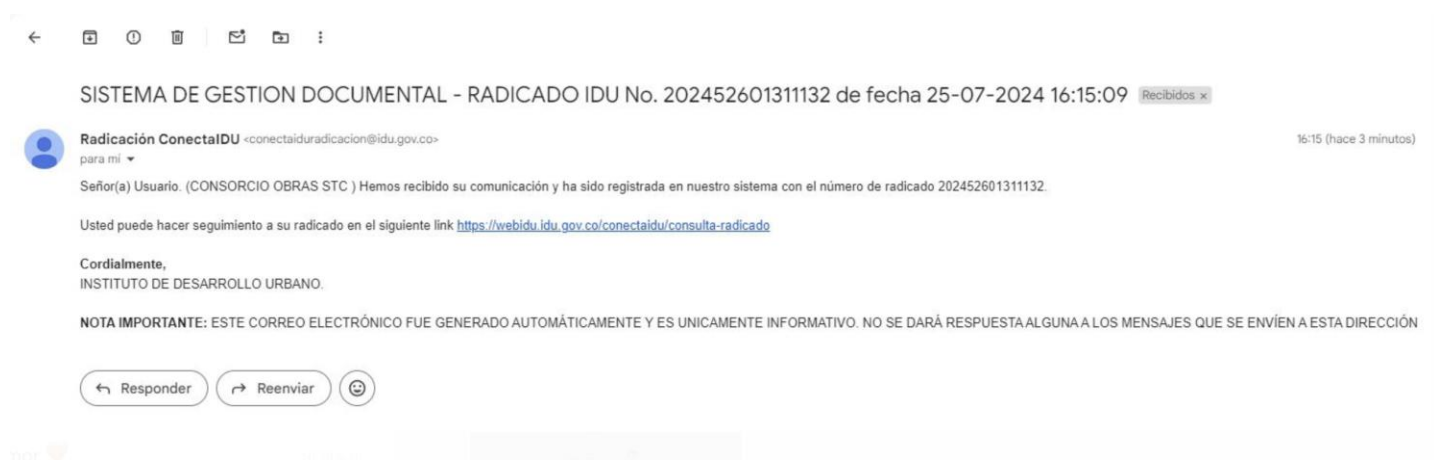 SISTEMA DE GESTION DOCUMENTAL - RADICADO IDU No. 202452601311132 de fecha 25-07-2024 16:15:09 Recibidos x
Radicación ConectaIDU <conectaiduradicacion@idu.gov.co> 16:15 (hace 3 minutos)
para mí
Señor(a) Usuario. (CONSORCIO OBRAS STC ) Hemos recibido su comunicación y ha sido registrada en nuestro sistema con el número de radicado 202452601311132.
Usted puede hacer seguimiento a su radicado en el siguiente link https://webidu.idu.gov.co/conectaidu/consulta-radicado
Cordialmente,
INSTITUTO DE DESARROLLO URBANO.
NOTA IMPORTANTE: ESTE CORREO ELECTRÓNICO FUE GENERADO AUTOMÁTICAMENTE Y ES UNICAMENTE INFORMATIVO. NO SE DARÁ RESPUESTA ALGUNA A LOS MENSAJES QUE SE ENVÍEN A ESTA DIRECCIÓN
Responder Reenviar